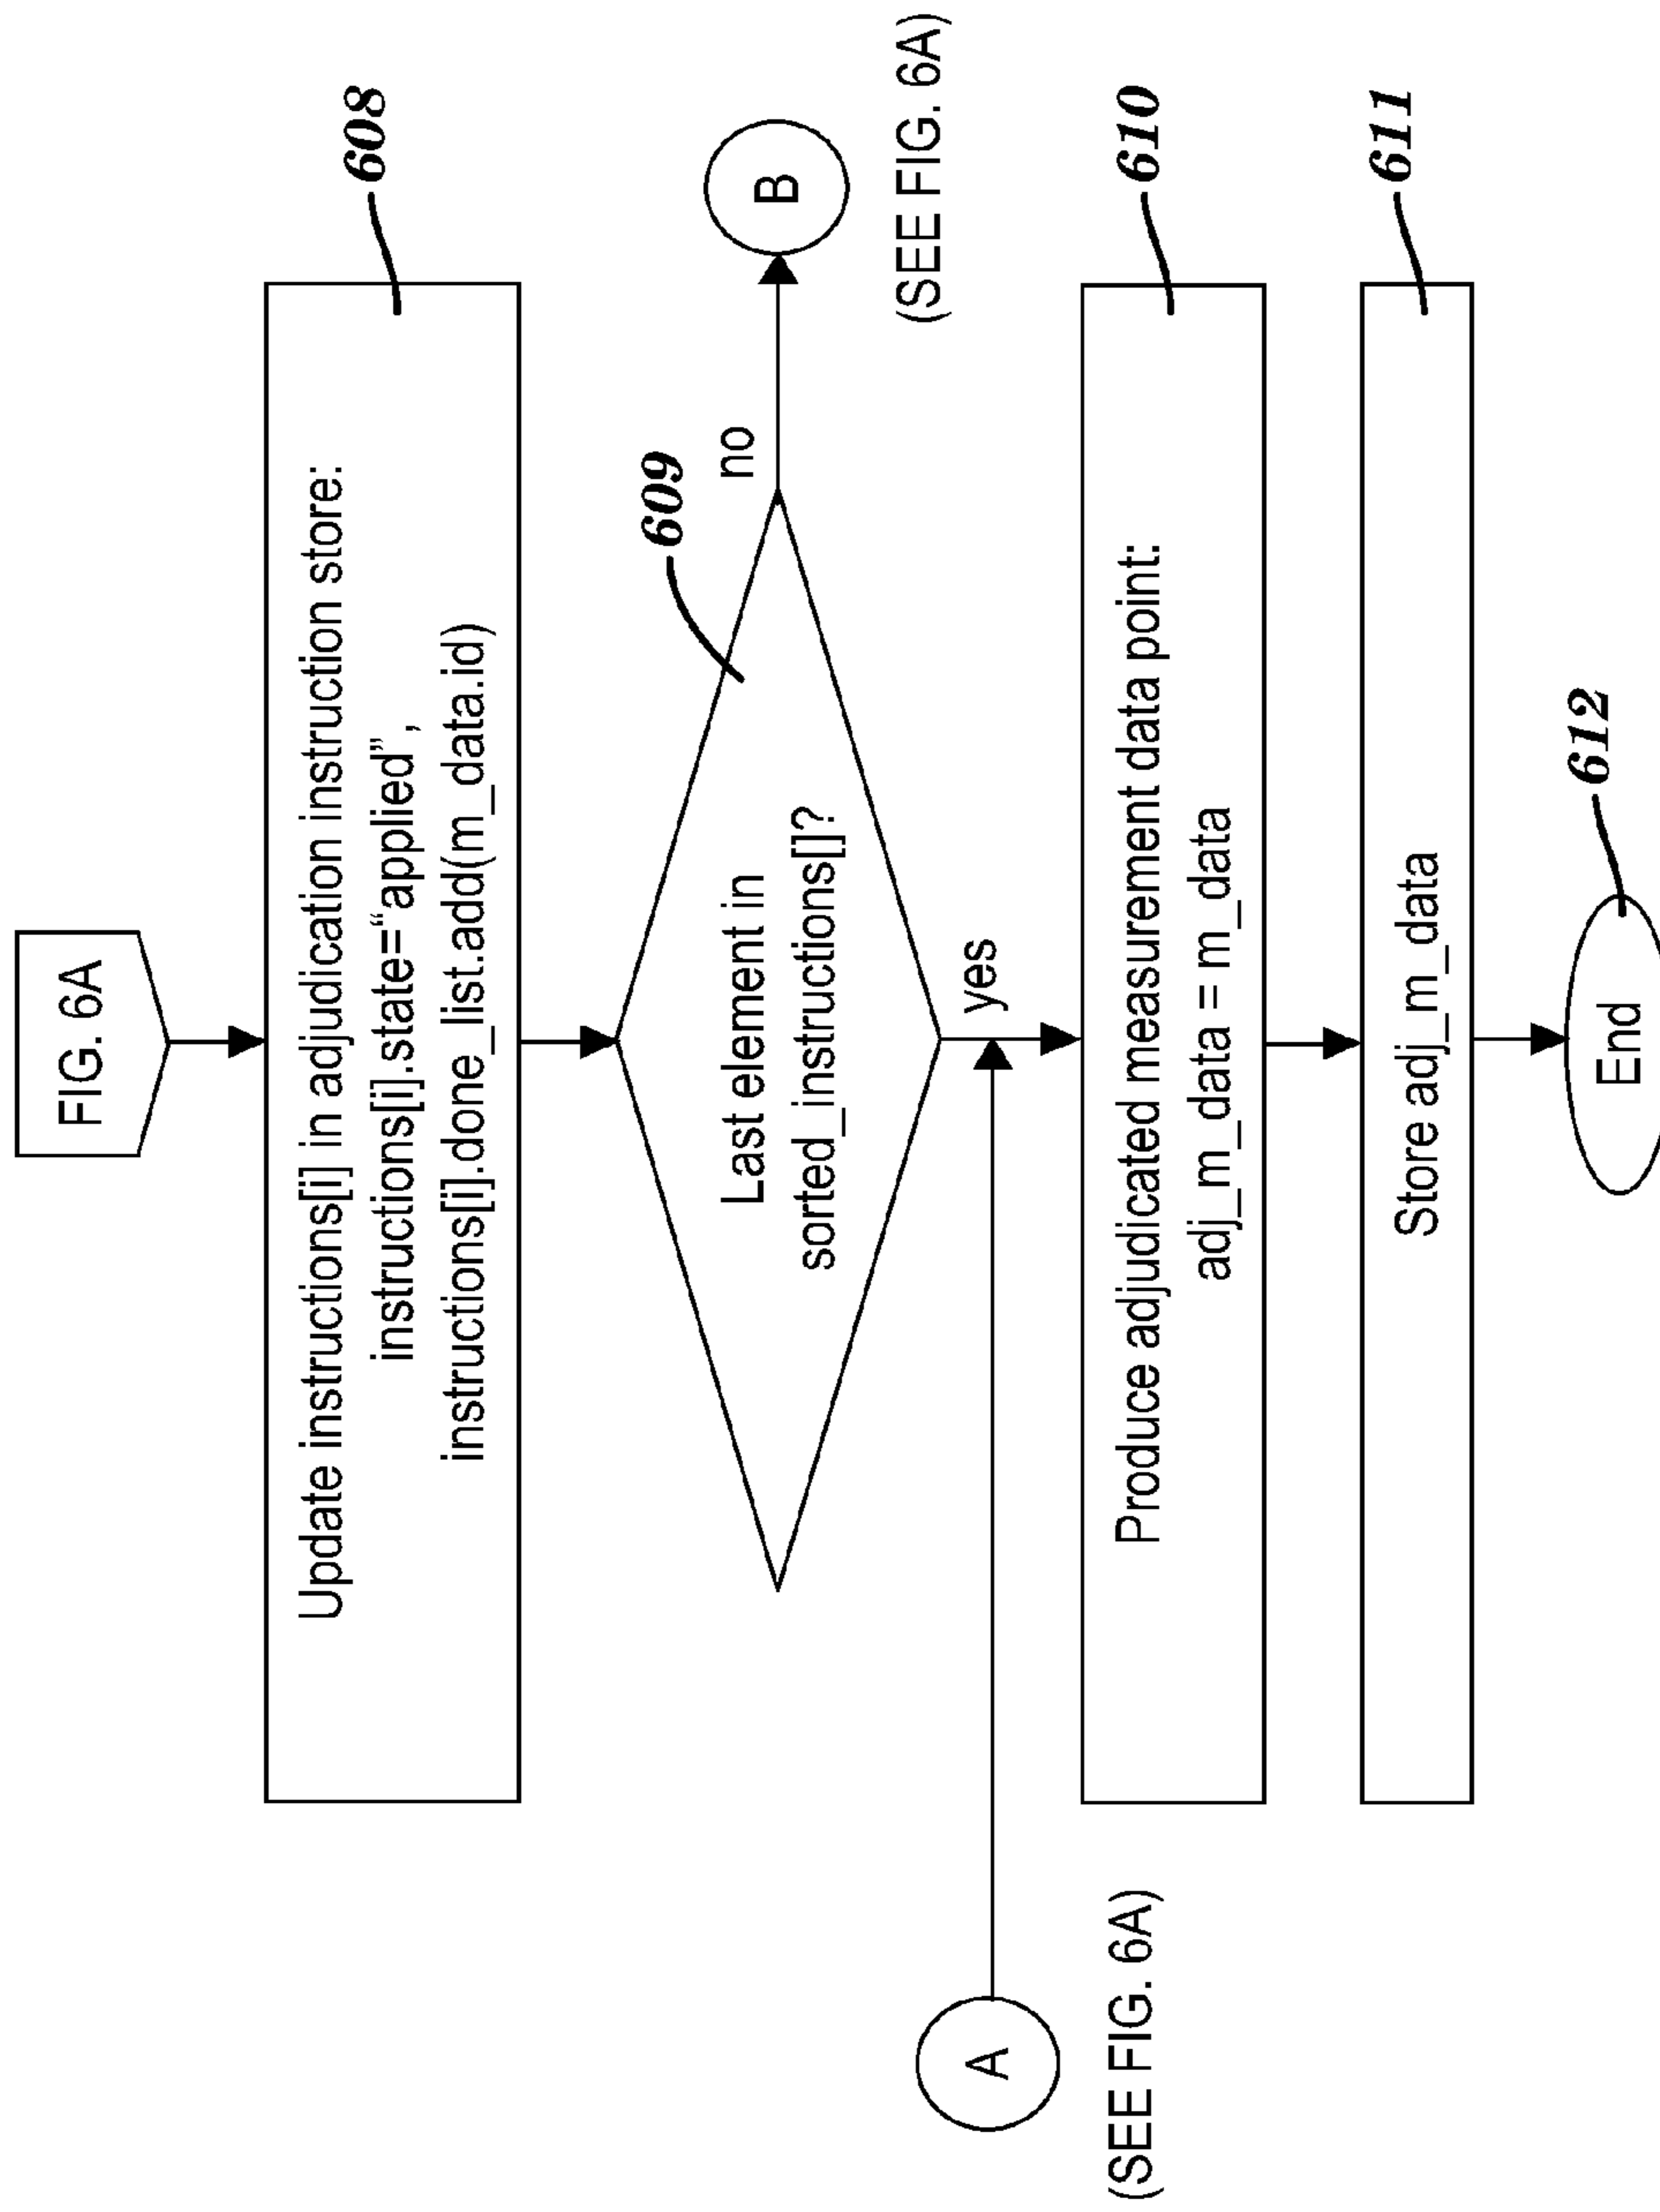 FIG. 6A
608
Update instructions[i] in adjudication instruction store:
instructions[i].state=“applied”,
instructions[i].done_list.add(m_data.id)
609
Last element in
sorted_instructions[]?
no
B
(SEE FIG. 6A)
yes
A
(SEE FIG. 6A)
610
Produce adjudicated measurement data point:
adj_m_data = m_data
611
Store adj_m_data
612
End